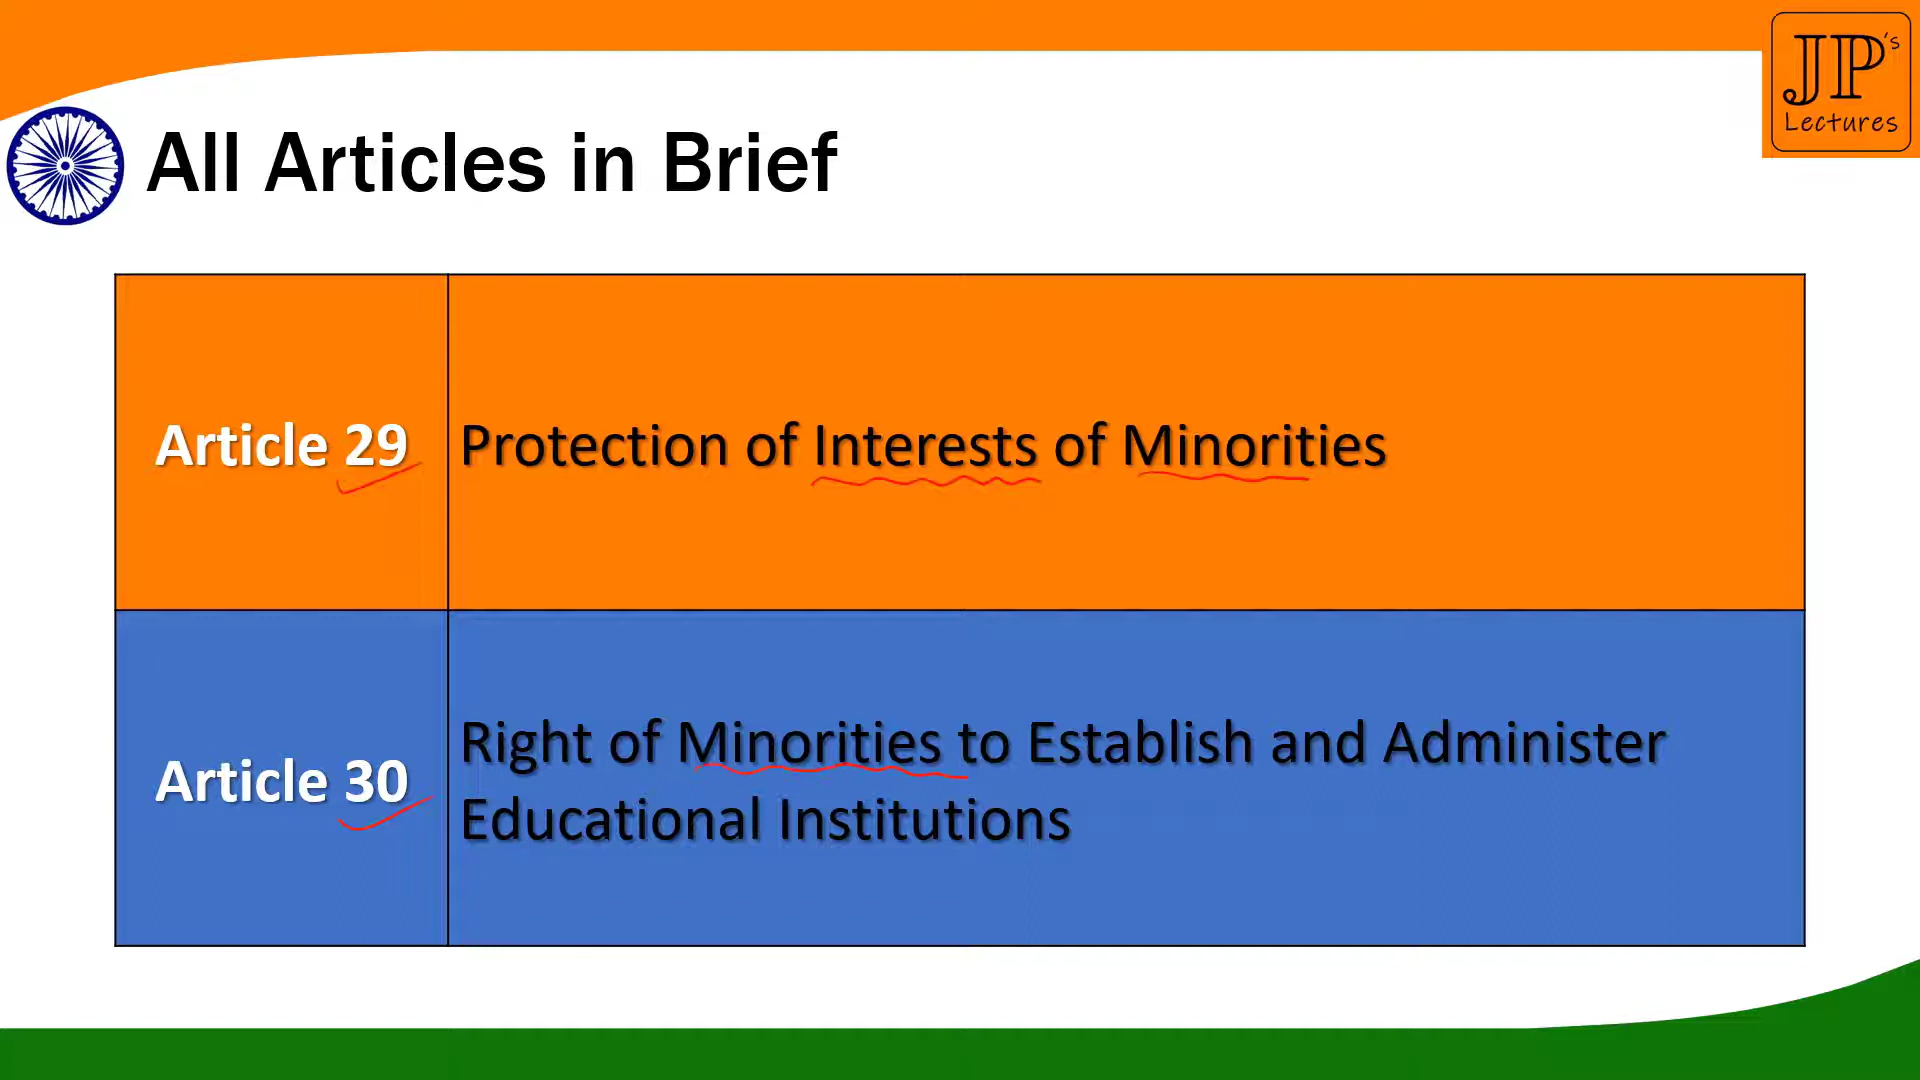 JP's
Lectures
All Articles in Brief
Article 29
Protection of Interests of Minorities
Article 30
Right of Minorities to Establish and Administer
Educational Institutions